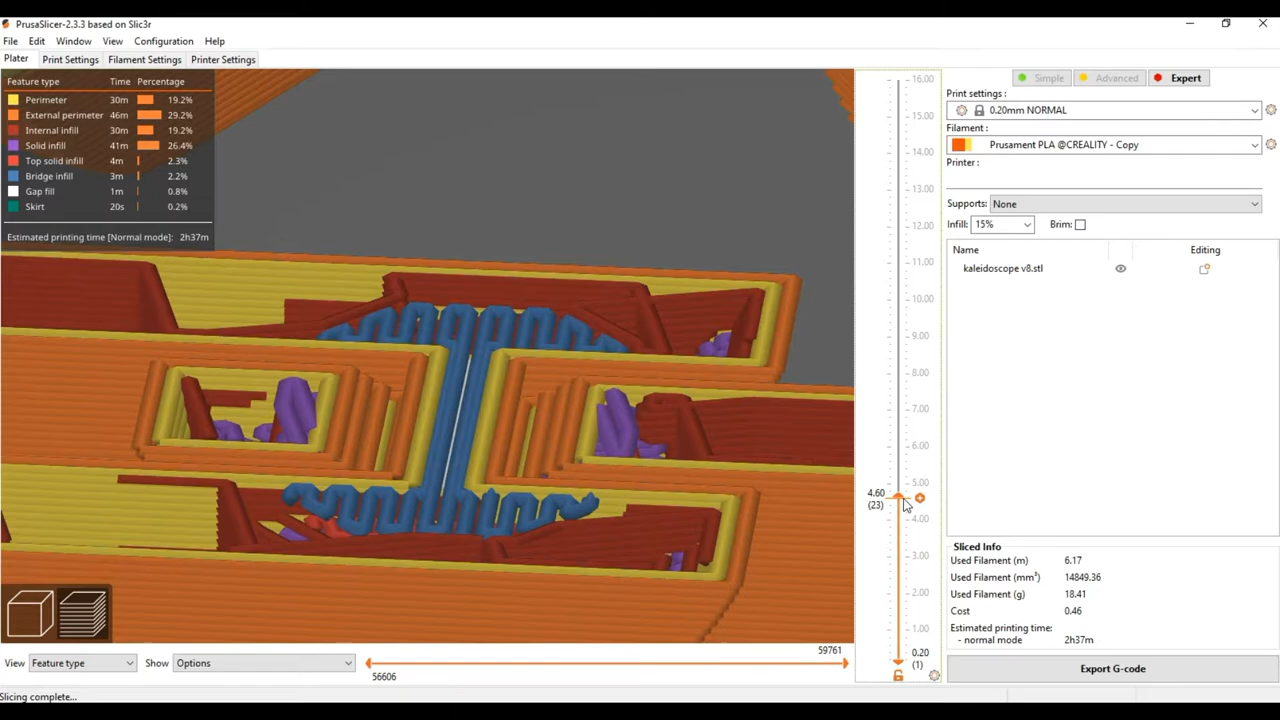 PrusaSlicer-2.3.3 based on Slic3r
File Edit Window View Configuration Help
Plater Print Settings Filament Settings Printer Settings
Feature type Time Percentage
Perimeter 30m 19.2%
External perimeter 46m 29.2%
Internal infill 30m 19.2%
Solid infill 41m 26.4%
Top solid infill 4m 2.3%
Bridge infill 3m 2.2%
Gap fill 1m 0.8%
Skirt 20s 0.2%
Estimated printing time [Normal mode]: 2h37m
16.00
15.00
14.00
13.00
12.00
11.00
10.00
9.00
8.00
7.00
6.00
5.00
4.60
(23)
4.00
3.00
2.00
1.00
0.20
(1)
Simple Advanced Expert
Print settings :
0.20mm NORMAL
Filament :
Prusament PLA @CREALITY - Copy
Printer :
Supports: None
Infill: 15% Brim:
Name Editing
kaleidoscope v8.stl
Sliced Info
Used Filament (m) 6.17
Used Filament (mm³) 14849.36
Used Filament (g) 18.41
Cost 0.46
Estimated printing time:
- normal mode 2h37m
Export G-code
View Feature type Show Options
59761
56606
Slicing complete...